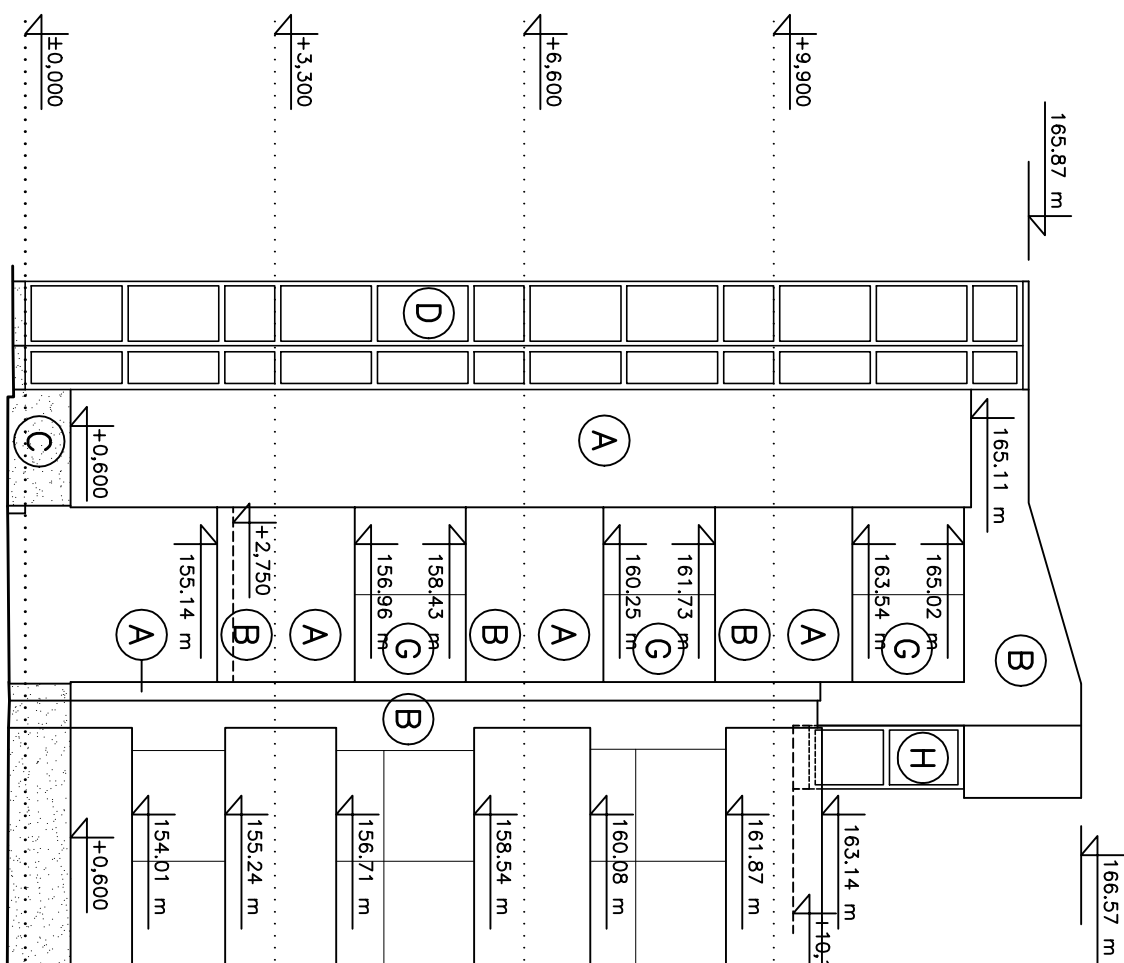 ±0,000
+3,300
+6,600
+9,900
165.87 m
D
C
+0,600
A
165.11 m
155.14 m
+2,750
156.96 m
158.43 m
160.25 m
161.73 m
163.54 m
165.02 m
A
B
A
G
B
A
G
B
A
G
B
B
H
+0,600
154.01 m
155.24 m
156.71 m
158.54 m
160.08 m
161.87 m
163.14 m
166.57 m